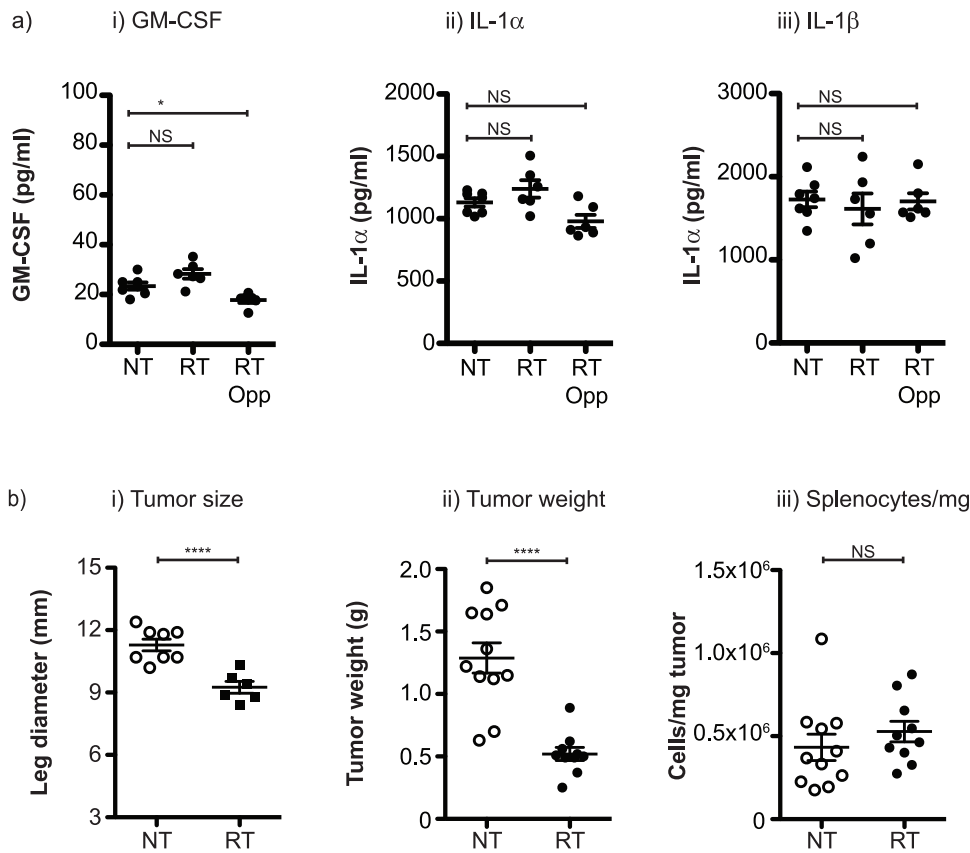 a) i) GM-CSF ii) IL-1α iii) IL-1β
GM-CSF (pg/ml)
100
80
60
40
20
0
*
NS
NT RT RT
Opp
IL-1α (pg/ml)
2000
1500
1000
500
0
NS
NS
NT RT RT
Opp
IL-1α (pg/ml)
3000
2000
1000
0
NS
NS
NT RT RT
Opp
b) i) Tumor size ii) Tumor weight iii) Splenocytes/mg
Leg diameter (mm)
15
12
9
6
3
****
NT RT
Tumor weight (g)
2.0
1.5
1.0
0.5
0
****
NT RT
Cells/mg tumor
1.5x10⁶
1.0x10⁶
0.5x10⁶
0
NS
NT RT